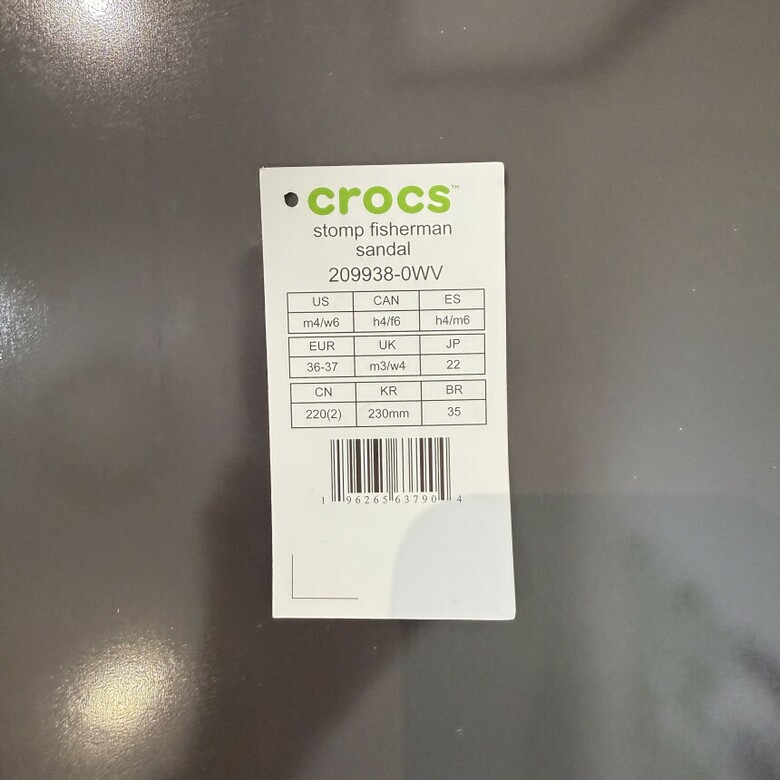 crocs™
stomp fisherman
sandal
209938-0WV
US CAN ES
m4/w6 h4/f6 h4/m6
EUR UK JP
36-37 m3/w4 22
CN KR BR
220(2) 230mm 35
1 96265 63790 4